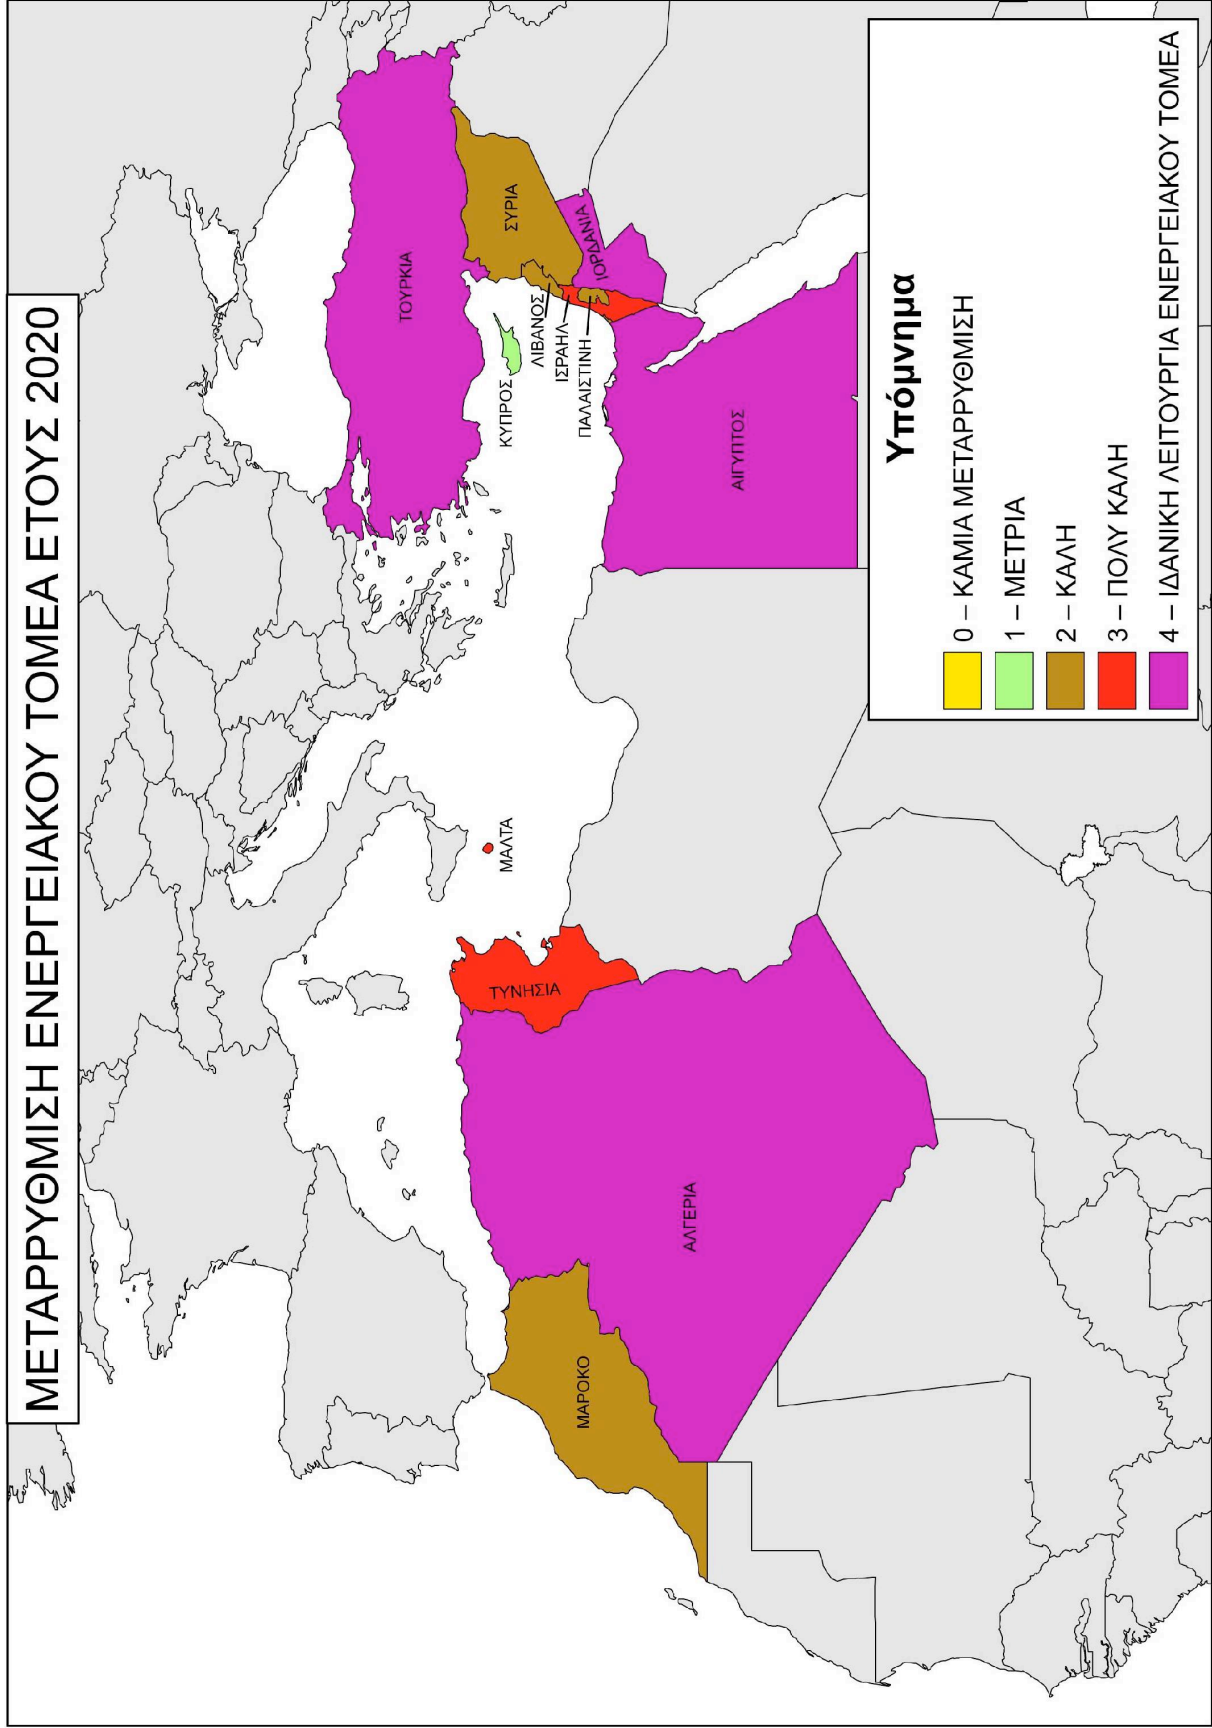 ΜΕΤΑΡΡΥΘΜΙΣΗ ΕΝΕΡΓΕΙΑΚΟΥ ΤΟΜΕΑ ΕΤΟΥΣ 2020
ΤΟΥΡΚΙΑ
ΣΥΡΙΑ
ΚΥΠΡΟΣ
ΛΙΒΑΝΟΣ
ΙΣΡΑΗΛ
ΠΑΛΑΙΣΤΙΝΗ
ΙΟΡΔΑΝΙΑ
ΜΑΛΤΑ
ΤΥΝΗΣΙΑ
ΑΙΓΥΠΤΟΣ
ΑΛΓΕΡΙΑ
ΜΑΡΟΚΟ
Υπόμνημα
0 – ΚΑΜΙΑ ΜΕΤΑΡΡΥΘΜΙΣΗ
1 – ΜΕΤΡΙΑ
2 – ΚΑΛΗ
3 – ΠΟΛΥ ΚΑΛΗ
4 – ΙΔΑΝΙΚΗ ΛΕΙΤΟΥΡΓΙΑ ΕΝΕΡΓΕΙΑΚΟΥ ΤΟΜΕΑ